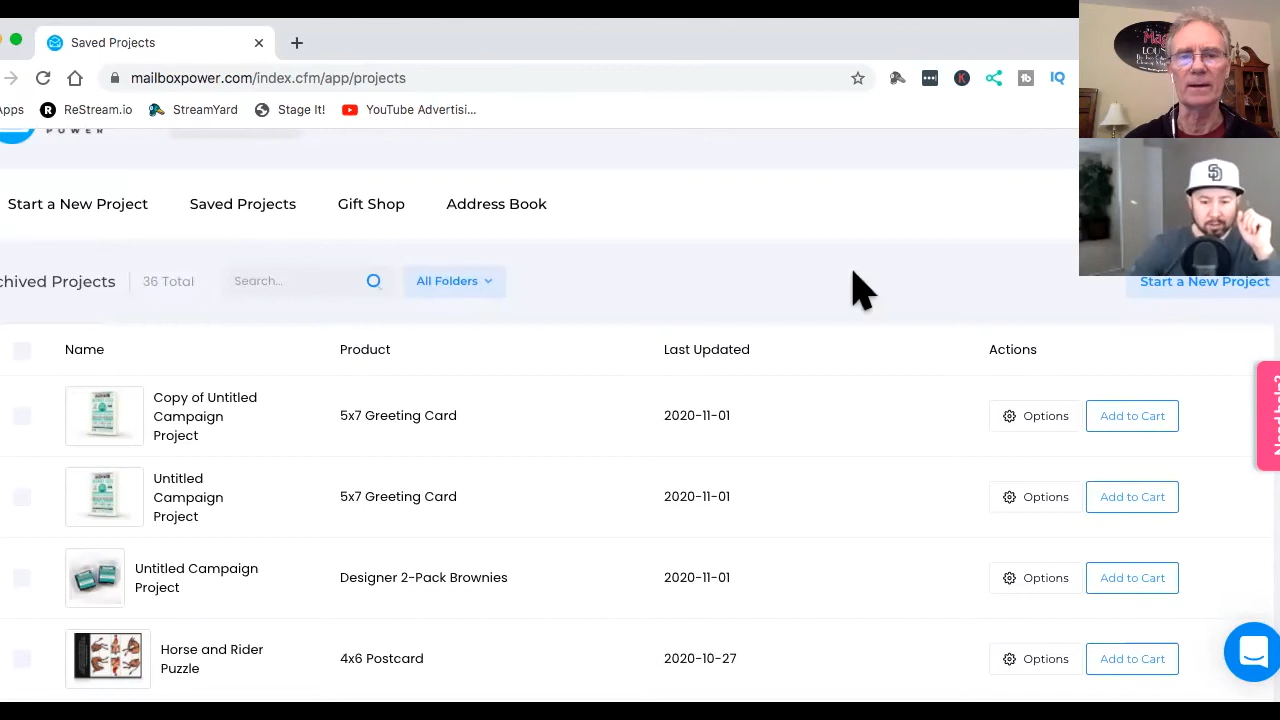 Saved Projects
mailboxpower.com/index.cfm/app/projects
IQ
pps
ReStream.io
StreamYard
Stage It!
YouTube Advertisi...
POWER
Start a New Project
Saved Projects
Gift Shop
Address Book
chived Projects
36 Total
Search...
All Folders
Start a New Project
Name
Product
Last Updated
Actions
Copy of Untitled
Campaign
Project
5x7 Greeting Card
2020-11-01
Options
Add to Cart
Untitled
Campaign
Project
5x7 Greeting Card
2020-11-01
Options
Add to Cart
Untitled Campaign
Project
Designer 2-Pack Brownies
2020-11-01
Options
Add to Cart
Horse and Rider
Puzzle
4x6 Postcard
2020-10-27
Options
Add to Cart